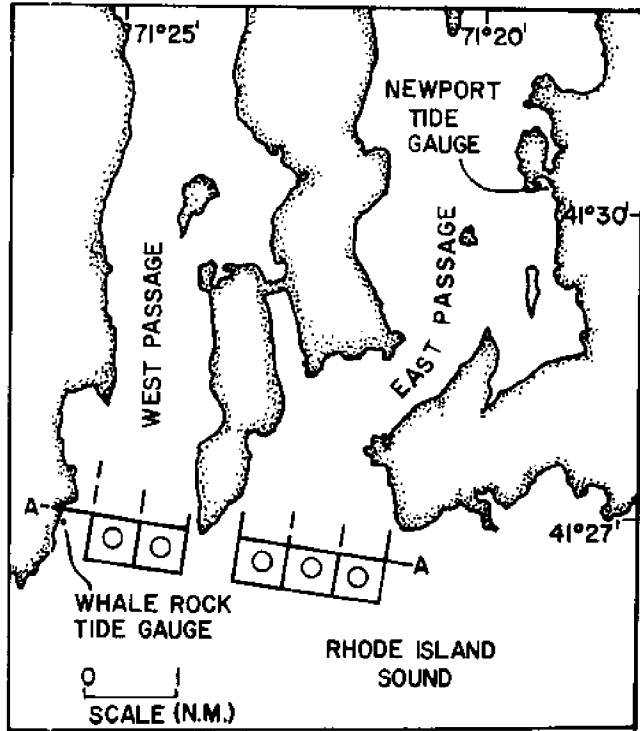 71°25'
71°20'
NEWPORT
TIDE
GAUGE
41°30'
WEST PASSAGE
EAST PASSAGE
A
41°27'
A
WHALE ROCK
TIDE GAUGE
RHODE ISLAND
SOUND
0 1
SCALE (N.M.)